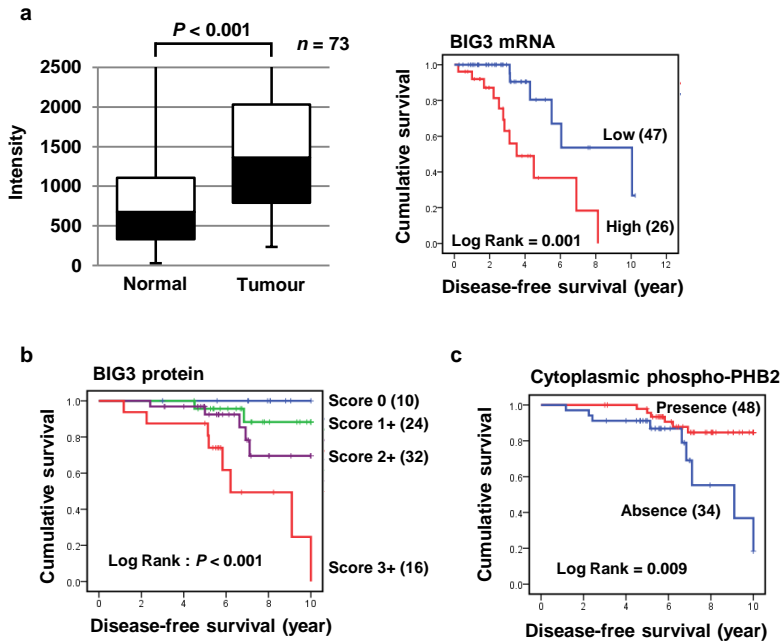 a
P < 0.001
n = 73
Intensity
2500
2000
1500
1000
500
0
Normal
Tumour
BIG3 mRNA
Cumulative survival
1.0
0.8
0.6
0.4
0.2
0.0
Low (47)
High (26)
Log Rank = 0.001
0 2 4 6 8 10 12
Disease-free survival (year)
b
BIG3 protein
Cumulative survival
1.0
0.8
0.6
0.4
0.2
0.0
Score 0 (10)
Score 1+ (24)
Score 2+ (32)
Log Rank : P < 0.001
Score 3+ (16)
0 2 4 6 8 10
Disease-free survival (year)
c
Cytoplasmic phospho-PHB2
Cumulative survival
1.0
0.8
0.6
0.4
0.2
0.0
Presence (48)
Absence (34)
Log Rank = 0.009
0 2 4 6 8 10
Disease-free survival (year)